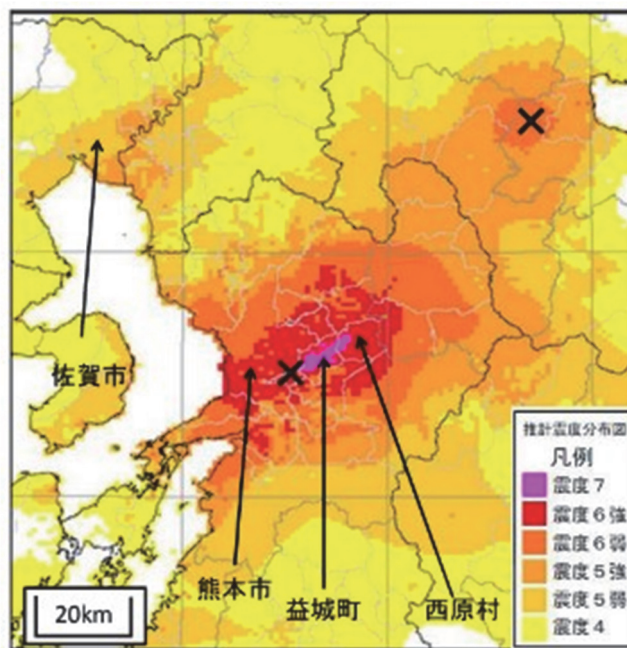 佐賀市
熊本市
益城町
西原村
20km
推計震度分布図
凡例
震度7
震度6強
震度6弱
震度5強
震度5弱
震度4